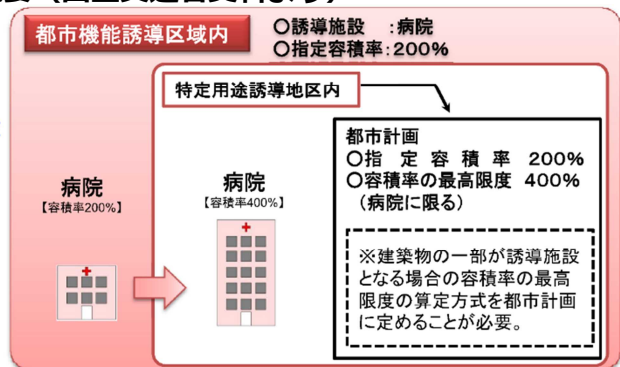 都市機能誘導区域内
○誘導施設 :病院
○指定容積率:200%
特定用途誘導地区内
都市計画
○指 定 容 積 率 200%
○容積率の最高限度 400%
(病院に限る)
病院
【容積率200%】
病院
【容積率400%】
※建築物の一部が誘導施設
となる場合の容積率の最高
限度の算定方式を都市計画
に定めることが必要。